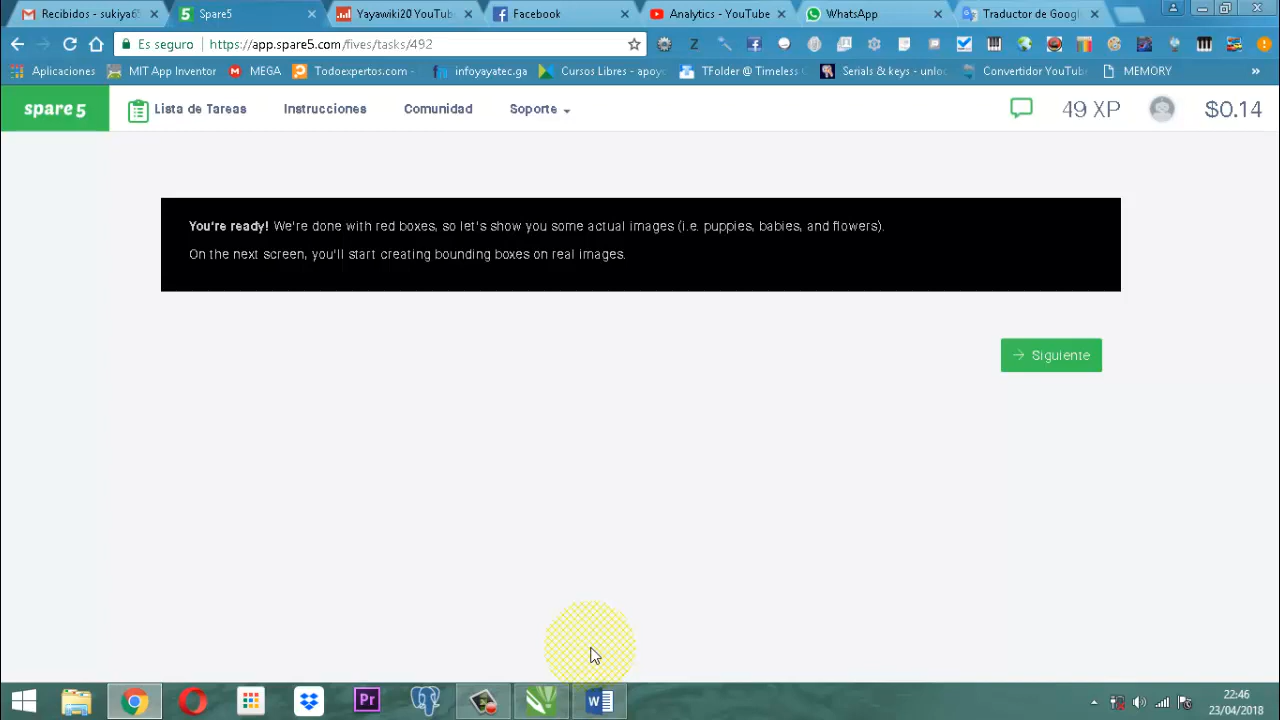 Recibidos - sukiya6
Spare5
Yayawiki20 YouTub
Facebook
Analytics - YouTube
WhatsApp
Traductor de Googl
Es seguro
https://app.spare5.com/fives/tasks/492
Aplicaciones
MIT App Inventor
MEGA
Todoexpertos.com -
infoyayatec.ga
Cursos Libres - apoy
TFolder @ Timeless
Serials & keys - unlo
Convertidor YouTub
MEMORY
»
spare5
Lista de Tareas
Instrucciones
Comunidad
Soporte
49 XP
$0.14
You're ready! We're done with red boxes, so let's show you some actual images (i.e. puppies, babies, and flowers).
On the next screen, you'll start creating bounding boxes on real images.
Siguiente
Pr
22:46
23/04/2018